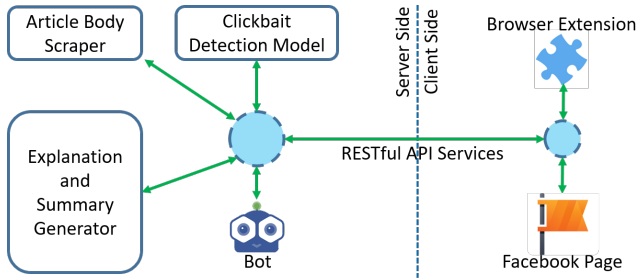 Article Body
Scraper
Clickbait
Detection Model
Server Side
Client Side
Browser Extension
Explanation
and
Summary
Generator
RESTful API Services
Bot
Facebook Page